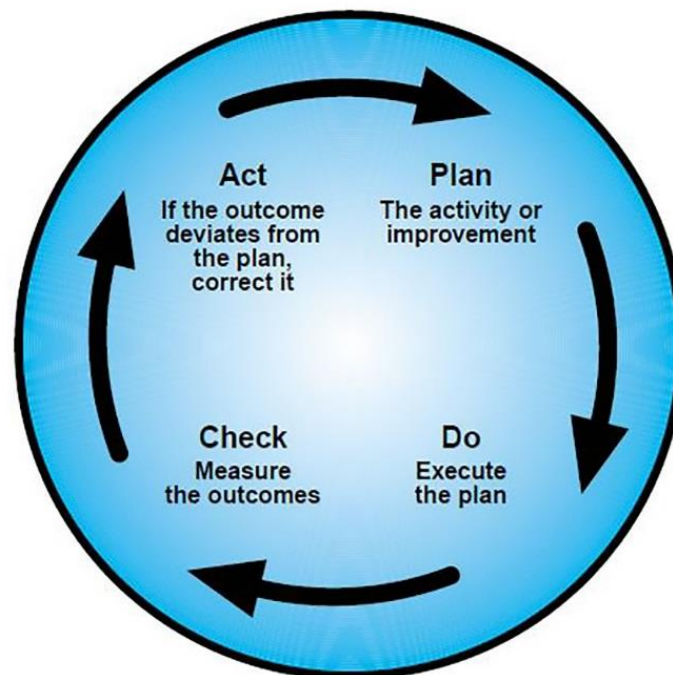 Act
If the outcome
deviates from
the plan,
correct it
Plan
The activity or
improvement
Check
Measure
the outcomes
Do
Execute
the plan